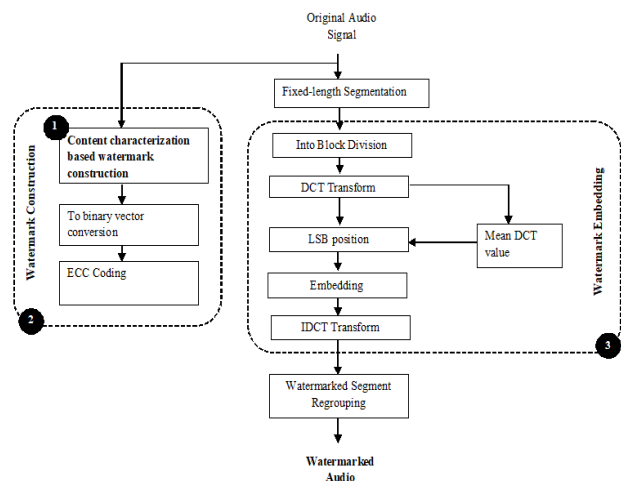 Original Audio
Signal
Fixed-length Segmentation
1
Content characterization
based watermark
construction
To binary vector
conversion
ECC Coding
Watermark Construction
2
Into Block Division
DCT Transform
LSB position
Mean DCT
value
Embedding
IDCT Transform
Watermark Embedding
3
Watermarked Segment
Regrouping
Watermarked
Audio